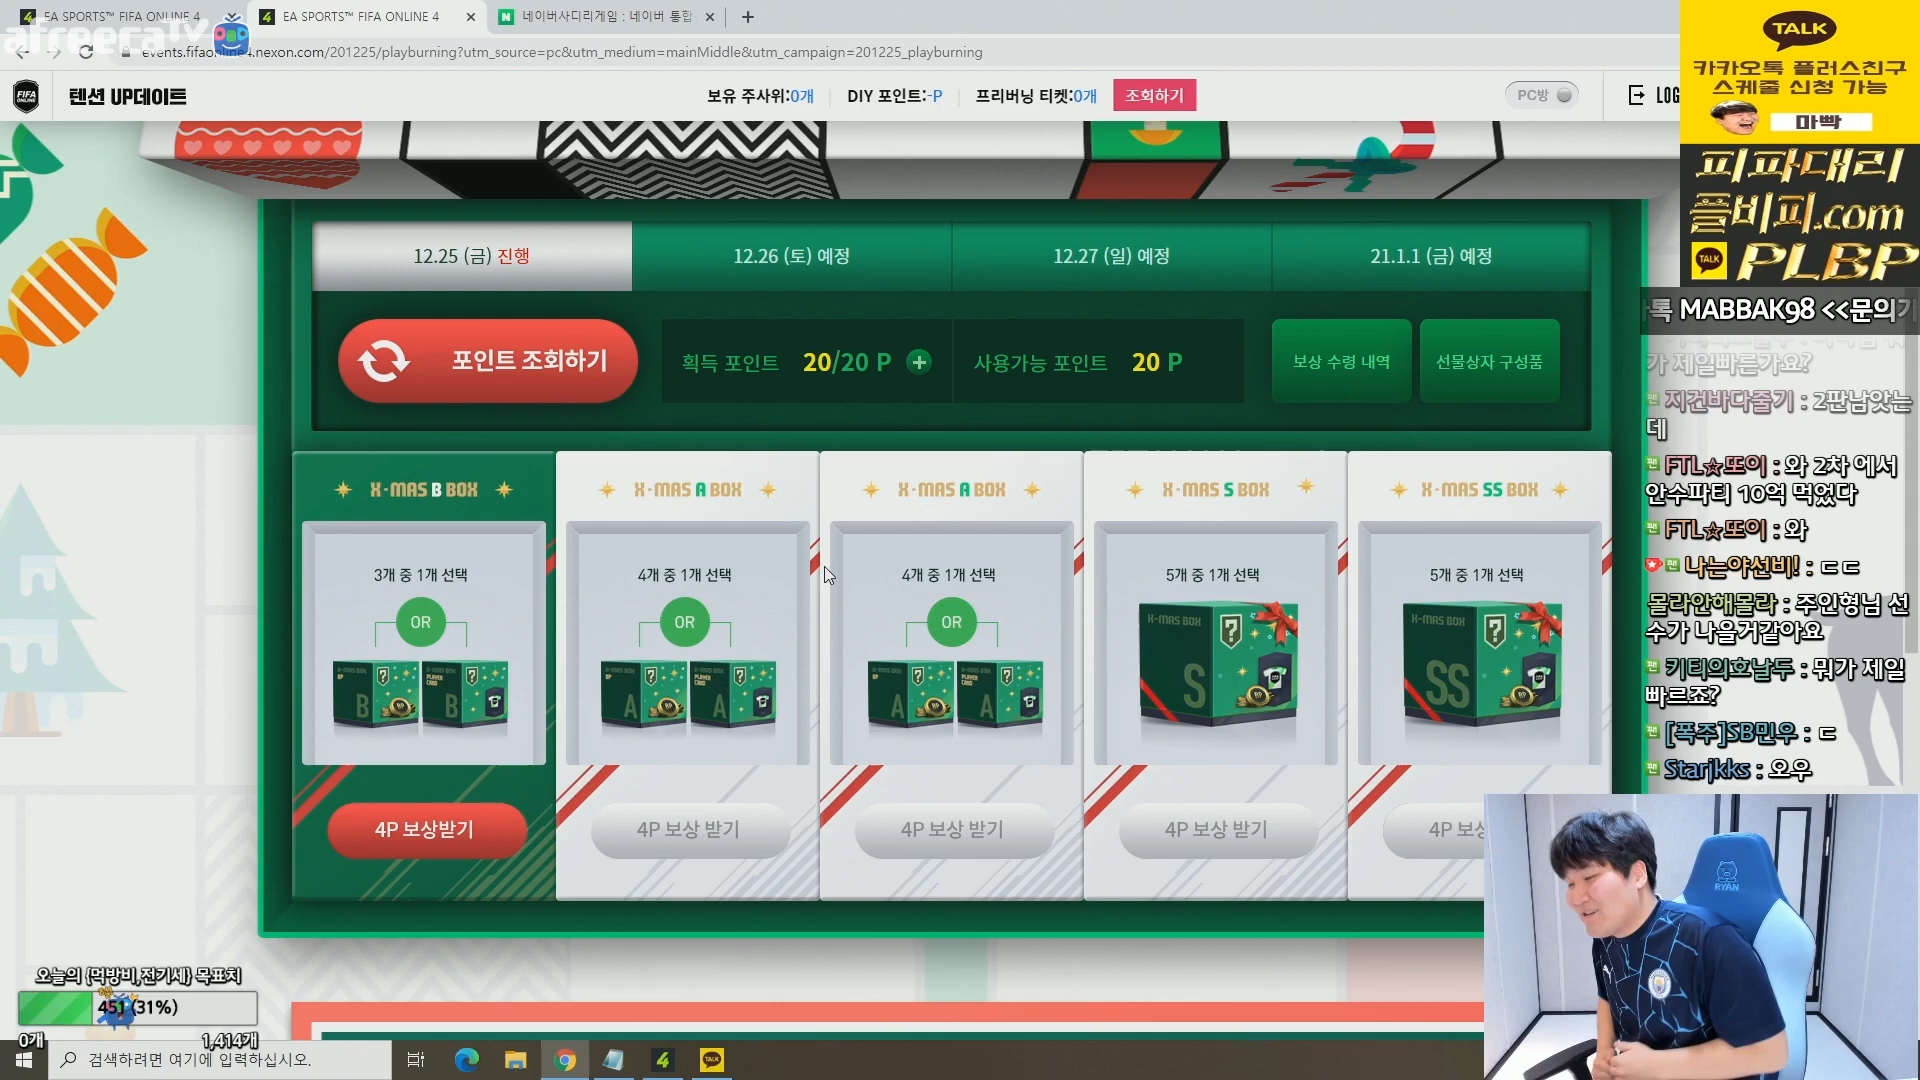 EA SPORTS™ FIFA ONLINE 4
EA SPORTS™ FIFA ONLINE 4
네이버사다리게임 : 네이버 통합
afreecaTV
events.fifaonline4.nexon.com/201225/playburning?utm_source=pc&utm_medium=mainMiddle&utm_campaign=201225_playburning
FIFA ONLINE
텐션 UP데이트
보유 주사위:0개
DIY 포인트:-P
프리버닝 티켓:0개
조회하기
PC방
LOG
TALK
카카오톡 플러스친구
스케줄 신청 가능
마빡
피파대리
플비피.com
TALK
PLBP
톡 MABBAK98 <<문의기
12.25 (금) 진행
12.26 (토) 예정
12.27 (일) 예정
21.1.1 (금) 예정
포인트 조회하기
획득 포인트 20/20 P
사용가능 포인트 20 P
보상 수령 내역
선물상자 구성품
X-MAS B BOX
3개 중 1개 선택
OR
B
B
4P 보상받기
X-MAS A BOX
4개 중 1개 선택
OR
A
A
4P 보상 받기
X-MAS A BOX
4개 중 1개 선택
OR
A
A
4P 보상 받기
X-MAS S BOX
5개 중 1개 선택
X-MAS BOX
S
4P 보상 받기
X-MAS SS BOX
5개 중 1개 선택
X-MAS BOX
SS
4P 보상
가 제일빠른가요?
지건바다줄기 : 2판남았는
데
FTL☆또이 : 와 2차 에서
안수파티 10억 먹었다
FTL☆또이 : 와
나는야선비! : ㄷㄷ
몰라안해몰라 : 주인형님 선
수가 나올거같아요
키티의호날두 : 뭐가 제일
빠르죠?
[폭주]SB민우 : ㄷ
Starjkks : 오우
RYAN
오늘의 {먹방비,전기세} 목표치
451 (31%)
0개
1,414개
검색하려면 여기에 입력하십시오.
TALK